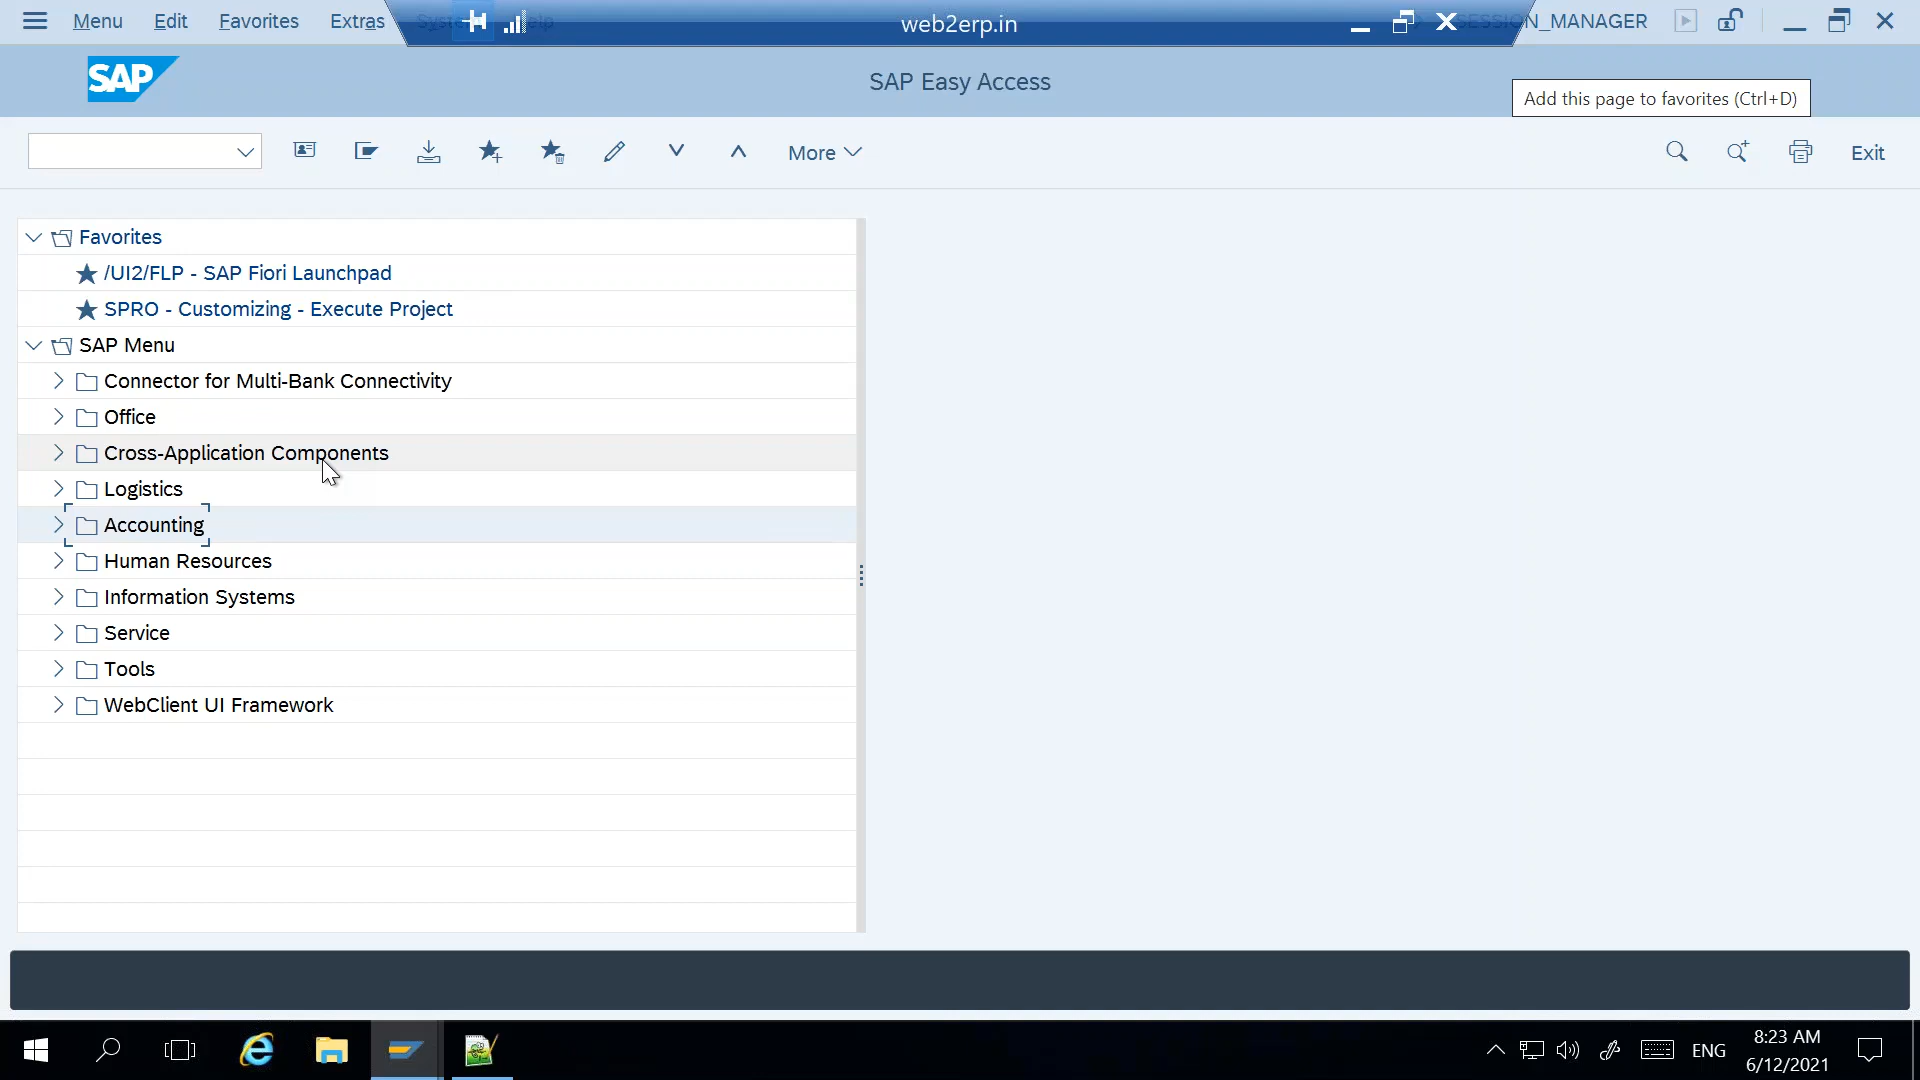 Menu Edit Favorites Extras web2erp.in SESSION_MANAGER
SAP
SAP Easy Access
Add this page to favorites (Ctrl+D)
More
Exit
Favorites
/UI2/FLP - SAP Fiori Launchpad
SPRO - Customizing - Execute Project
SAP Menu
Connector for Multi-Bank Connectivity
Office
Cross-Application Components
Logistics
Accounting
Human Resources
Information Systems
Service
Tools
WebClient UI Framework
ENG
8:23 AM
6/12/2021